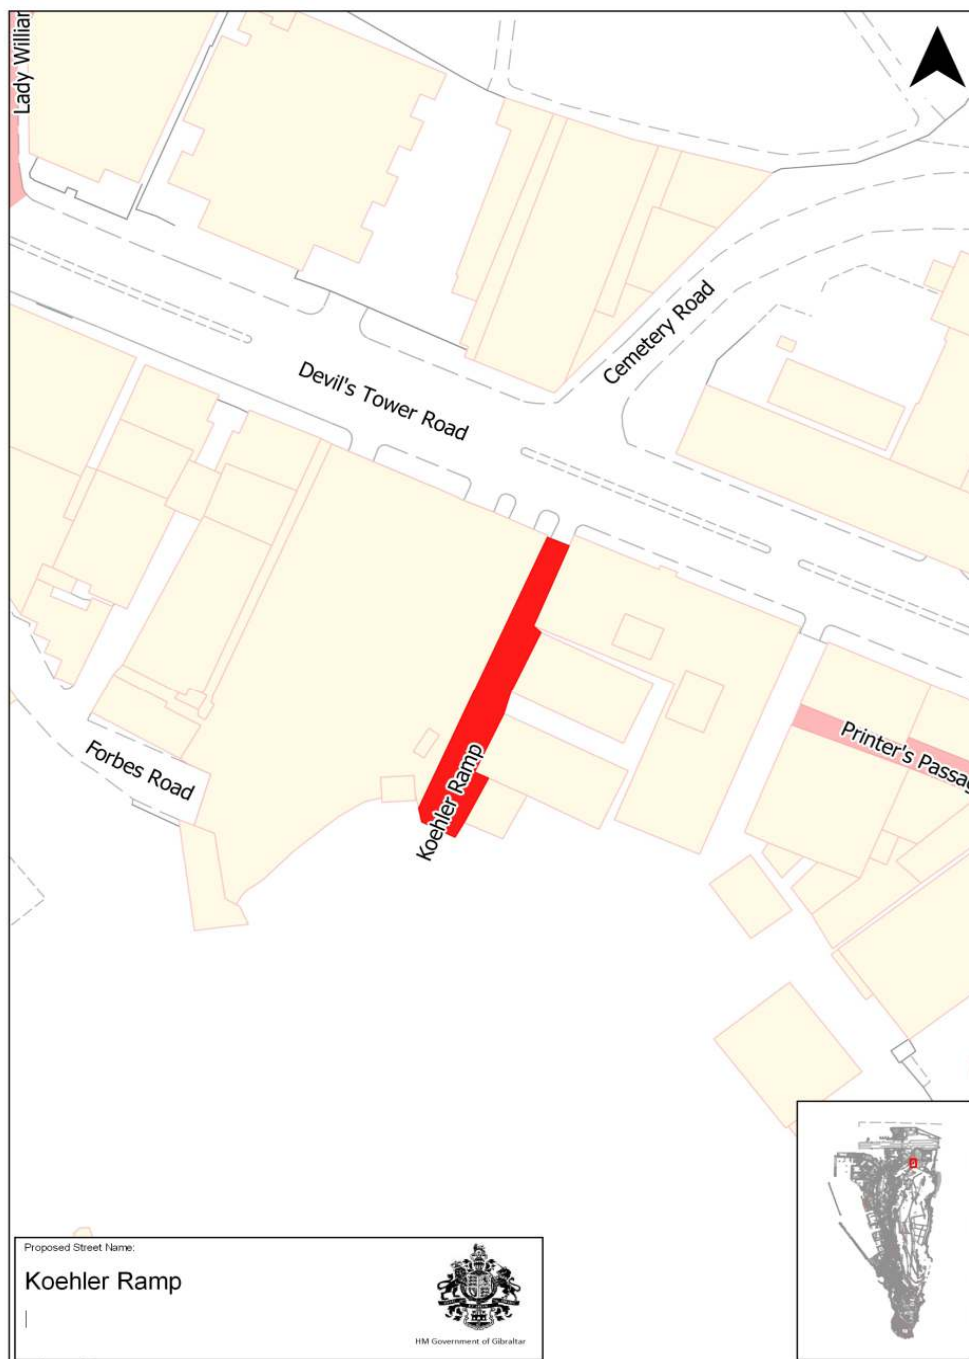 Lady Willian
Cemetery Road
Devil's Tower Road
Printer's Passag
Forbes Road
Koehler Ramp
Proposed Street Name:
Koehler Ramp
HM Government of Gibraltar